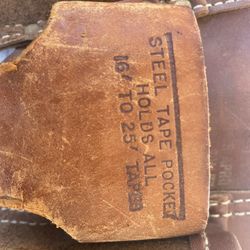 STEEL TAPE POCKET
HOLDS ALL
16' TO 25' TAPES